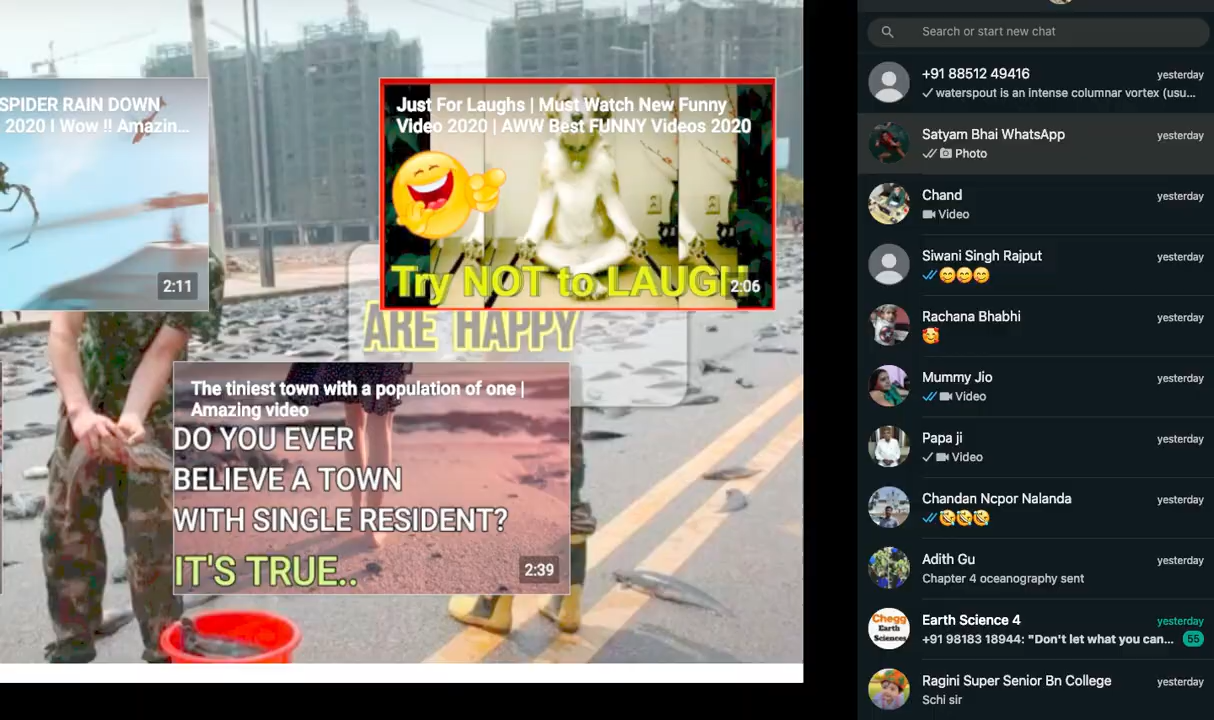 SPIDER RAIN DOWN
2020 I Wow !! Amazin...
2:11
Just For Laughs | Must Watch New Funny
Video 2020 | AWW Best FUNNY Videos 2020
Try NOT to LAUGH
2:06
ARE HAPPY
The tiniest town with a population of one |
Amazing video
DO YOU EVER
BELIEVE A TOWN
WITH SINGLE RESIDENT?
IT'S TRUE..
2:39
Search or start new chat
+91 88512 49416
yesterday
waterspout is an intense columnar vortex (usu...
Satyam Bhai WhatsApp
yesterday
Photo
Chand
yesterday
Video
Siwani Singh Rajput
yesterday
Rachana Bhabhi
yesterday
Mummy Jio
yesterday
Video
Papa ji
yesterday
Video
Chandan Ncpor Nalanda
yesterday
Adith Gu
yesterday
Chapter 4 oceanography sent
Chegg
Earth
Sciences
Earth Science 4
yesterday
+91 98183 18944: "Don't let what you can...
55
Ragini Super Senior Bn College
yesterday
Schi sir